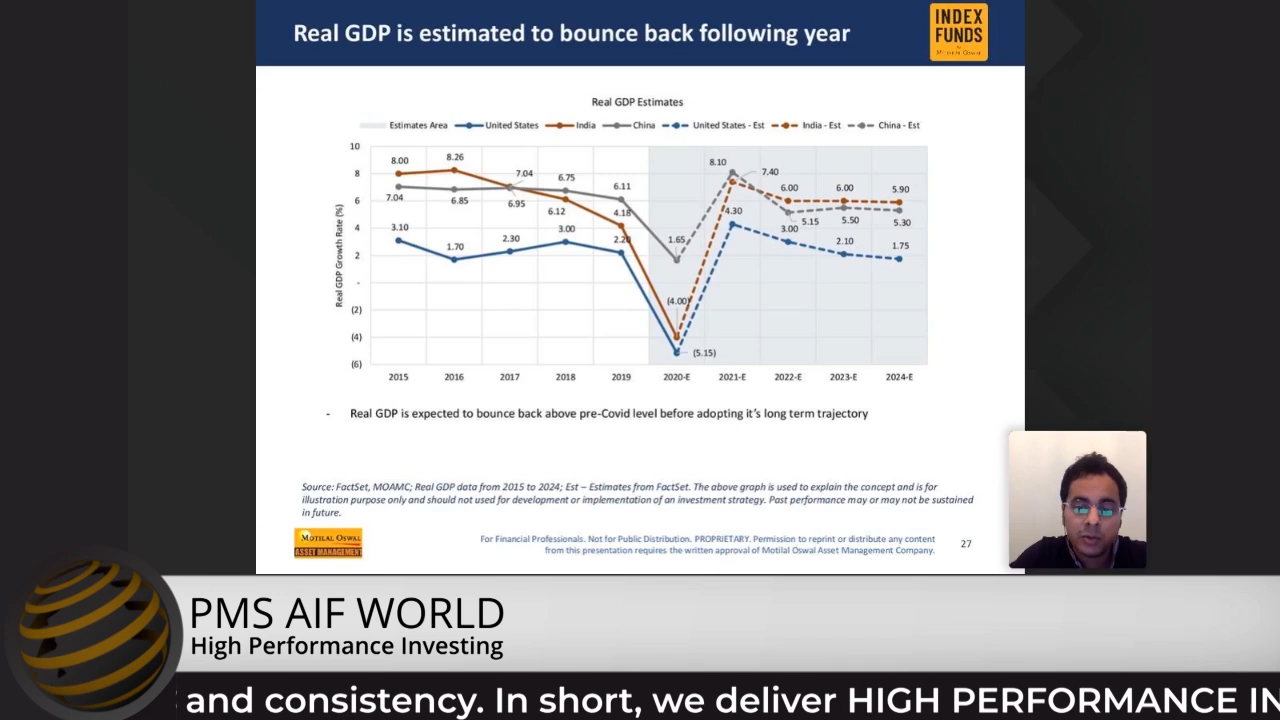 Real GDP is estimated to bounce back following year
INDEX
FUNDS
Motilal Oswal
Real GDP Estimates
Estimates Area United States India China United States - Est India - Est China - Est
Real GDP Growth Rate (%)
10
8
6
4
2
-
(2)
(4)
(6)
8.00 8.26 7.04 6.12 4.18 (4.00) 7.40 6.00 6.00 5.90
7.04 6.85 6.95 6.75 6.11 1.65 8.10 5.15 5.50 5.30
3.10 1.70 2.30 3.00 2.20 (5.15) 4.30 3.00 2.10 1.75
2015 2016 2017 2018 2019 2020-E 2021-E 2022-E 2023-E 2024-E
- Real GDP is expected to bounce back above pre-Covid level before adopting it's long term trajectory
Source: FactSet, MOAMC; Real GDP data from 2015 to 2024; Est – Estimates from FactSet. The above graph is used to explain the concept and is for
illustration purpose only and should not used for development or implementation of an investment strategy. Past performance may or may not be sustained
in future.
MOTILAL OSWAL
ASSET MANAGEMENT
For Financial Professionals. Not for Public Distribution. PROPRIETARY. Permission to reprint or distribute any content
from this presentation requires the written approval of Motilal Oswal Asset Management Company.
27
PMS AIF WORLD
High Performance Investing
and consistency. In short, we deliver HIGH PERFORMANCE IN